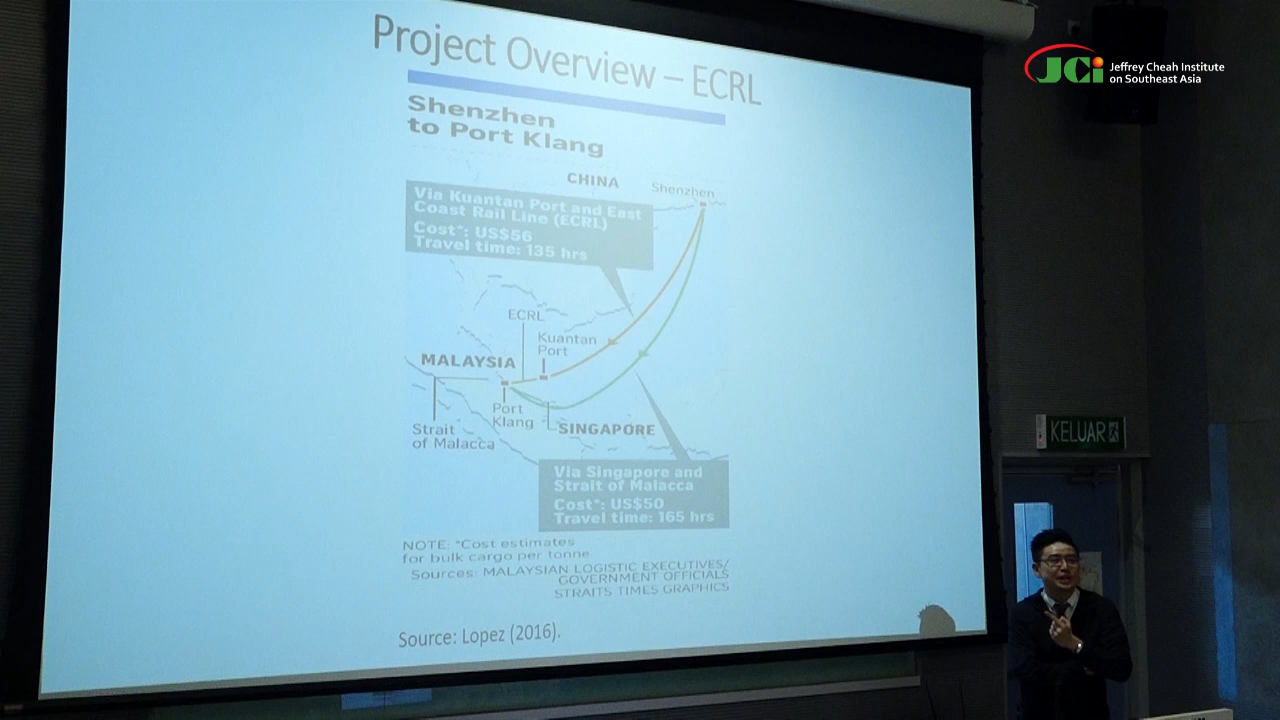 Project Overview – ECRL
Shenzhen
to Port Klang
CHINA
Shenzhen
Via Kuantan Port and East
Coast Rail Line (ECRL)
Cost*: US$56
Travel time: 135 hrs
ECRL
Kuantan
Port
MALAYSIA
Port
Klang
Strait
of Malacca
SINGAPORE
Via Singapore and
Strait of Malacca
Cost*: US$50
Travel time: 165 hrs
NOTE: *Cost estimates
for bulk cargo per tonne
Sources: MALAYSIAN LOGISTIC EXECUTIVES/
GOVERNMENT OFFICIALS
STRAITS TIMES GRAPHICS
Source: Lopez (2016).
JCi Jeffrey Cheah Institute
on Southeast Asia
KELUAR